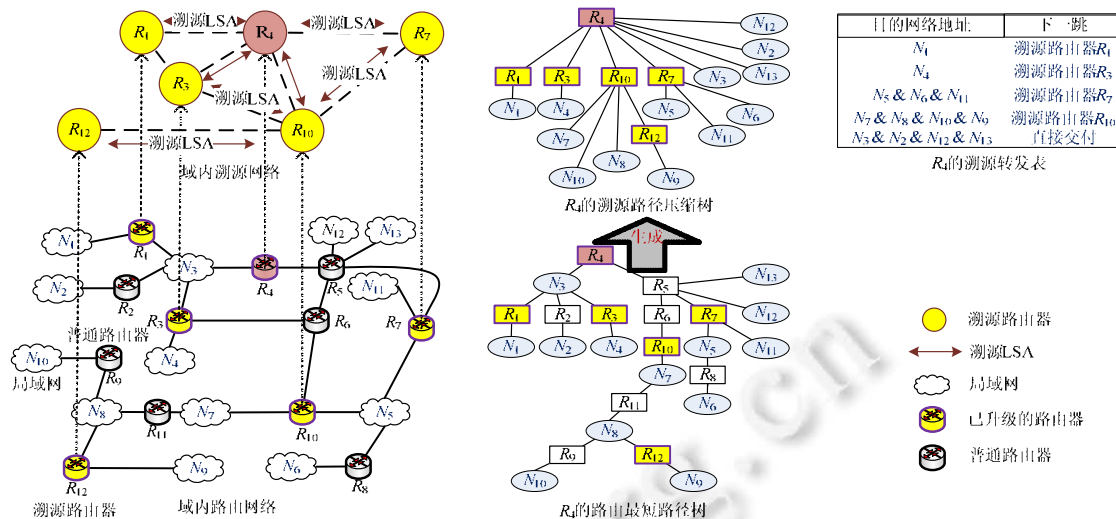 溯源LSA
溯源LSA
R1
R4
R7
R3
溯源LSA
溯源LSA
R12
R10
溯源LSA
域内溯源网络
N1
R1
N12
N13
N3
N2
R2
R4
R5
N11
R3
R6
R7
普通路由器
N4
N10
R9
局域网
N8
R11
N7
R10
N5
R12
N9
N6
R8
溯源路由器
域内路由网络
R4
N12
N2
N13
N3
R1
R3
R10
R7
N1
N4
N5
N6
N7
R12
N11
N8
N10
N9
R4的溯源路径压缩树
生成
R4
N3
R5
N13
N12
R1
R2
R3
R6
R7
N1
N2
N4
R10
N5
N11
N7
R8
R11
N6
N8
R9
R12
N10
N9
R4的路由最短路径树
目的网络地址 下一跳
N1 溯源路由器R1
N4 溯源路由器R3
N5 & N6 & N11 溯源路由器R7
N7 & N8 & N10 & N9 溯源路由器R10
N3 & N2 & N12 & N13 直接交付
R4的溯源转发表
溯源路由器
溯源LSA
局域网
已升级的路由器
普通路由器